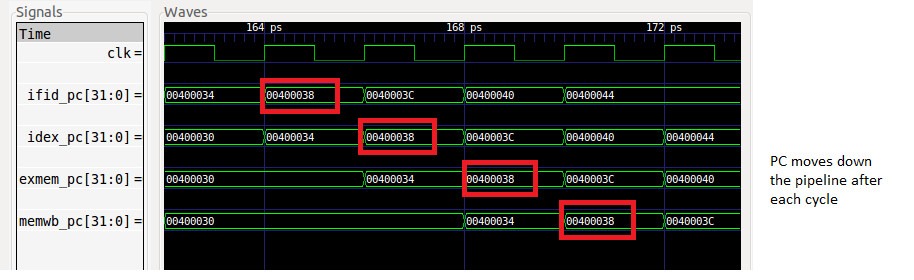 Signals
Waves
Time
164 ps
168 ps
172 ps
clk =
ifid_pc[31:0] =
00400034
00400038
0040003C
00400040
00400044
idex_pc[31:0] =
00400030
00400034
00400038
0040003C
00400040
00400044
exmem_pc[31:0] =
00400030
00400034
00400038
0040003C
00400040
memwb_pc[31:0] =
00400030
00400034
00400038
0040003C
PC moves down
the pipeline after
each cycle